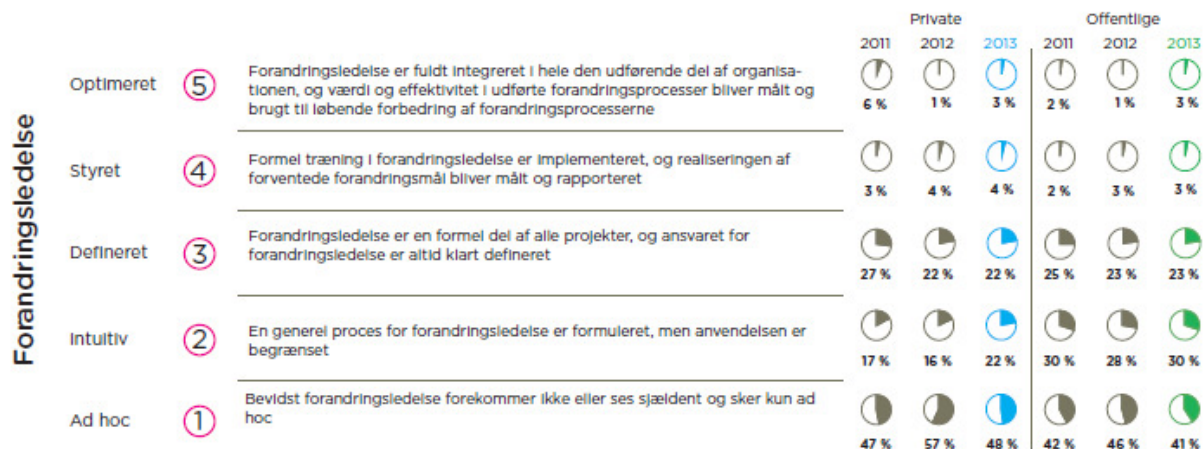 Private Offentlige
2011 2012 2013 2011 2012 2013
Forandringsledelse
Optimeret 5 Forandringsledelse er fuldt integreret i hele den udførende del af organisa-
tionen, og værdi og effektivitet i udførte forandringsprocesser bliver målt og
brugt til løbende forbedring af forandringsprocesserne
6 % 1 % 3 % 2 % 1 % 3 %
Styret 4 Formel træning i forandringsledelse er implementeret, og realiseringen af
forventede forandringsmål bliver målt og rapporteret
3 % 4 % 4 % 2 % 3 % 3 %
Defineret 3 Forandringsledelse er en formel del af alle projekter, og ansvaret for
forandringsledelse er altid klart defineret
27 % 22 % 22 % 25 % 23 % 23 %
Intuitiv 2 En generel proces for forandringsledelse er formuleret, men anvendelsen er
begrænset
17 % 16 % 22 % 30 % 28 % 30 %
Ad hoc 1 Bevidst forandringsledelse forekommer ikke eller ses sjældent og sker kun ad
hoc
47 % 57 % 48 % 42 % 46 % 41 %